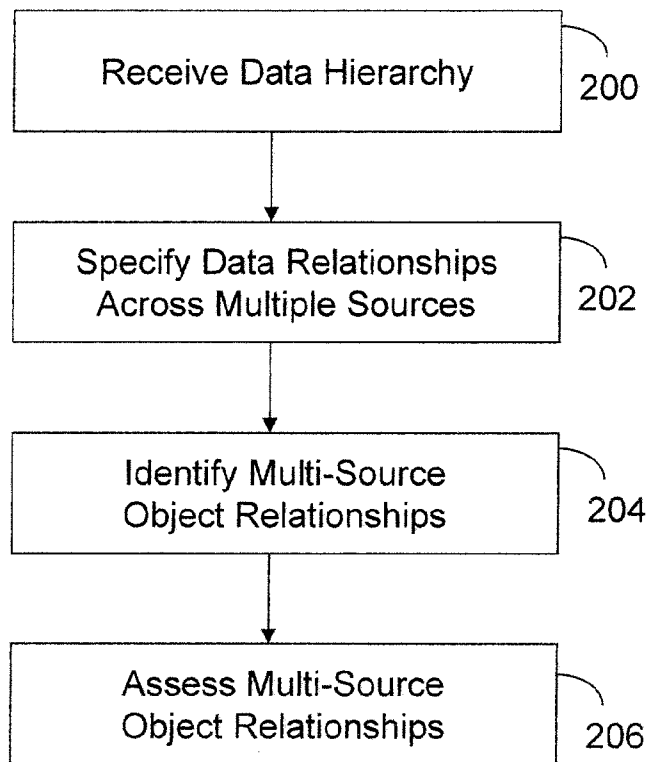 Receive Data Hierarchy
200
Specify Data Relationships
Across Multiple Sources
202
Identify Multi-Source
Object Relationships
204
Assess Multi-Source
Object Relationships
206